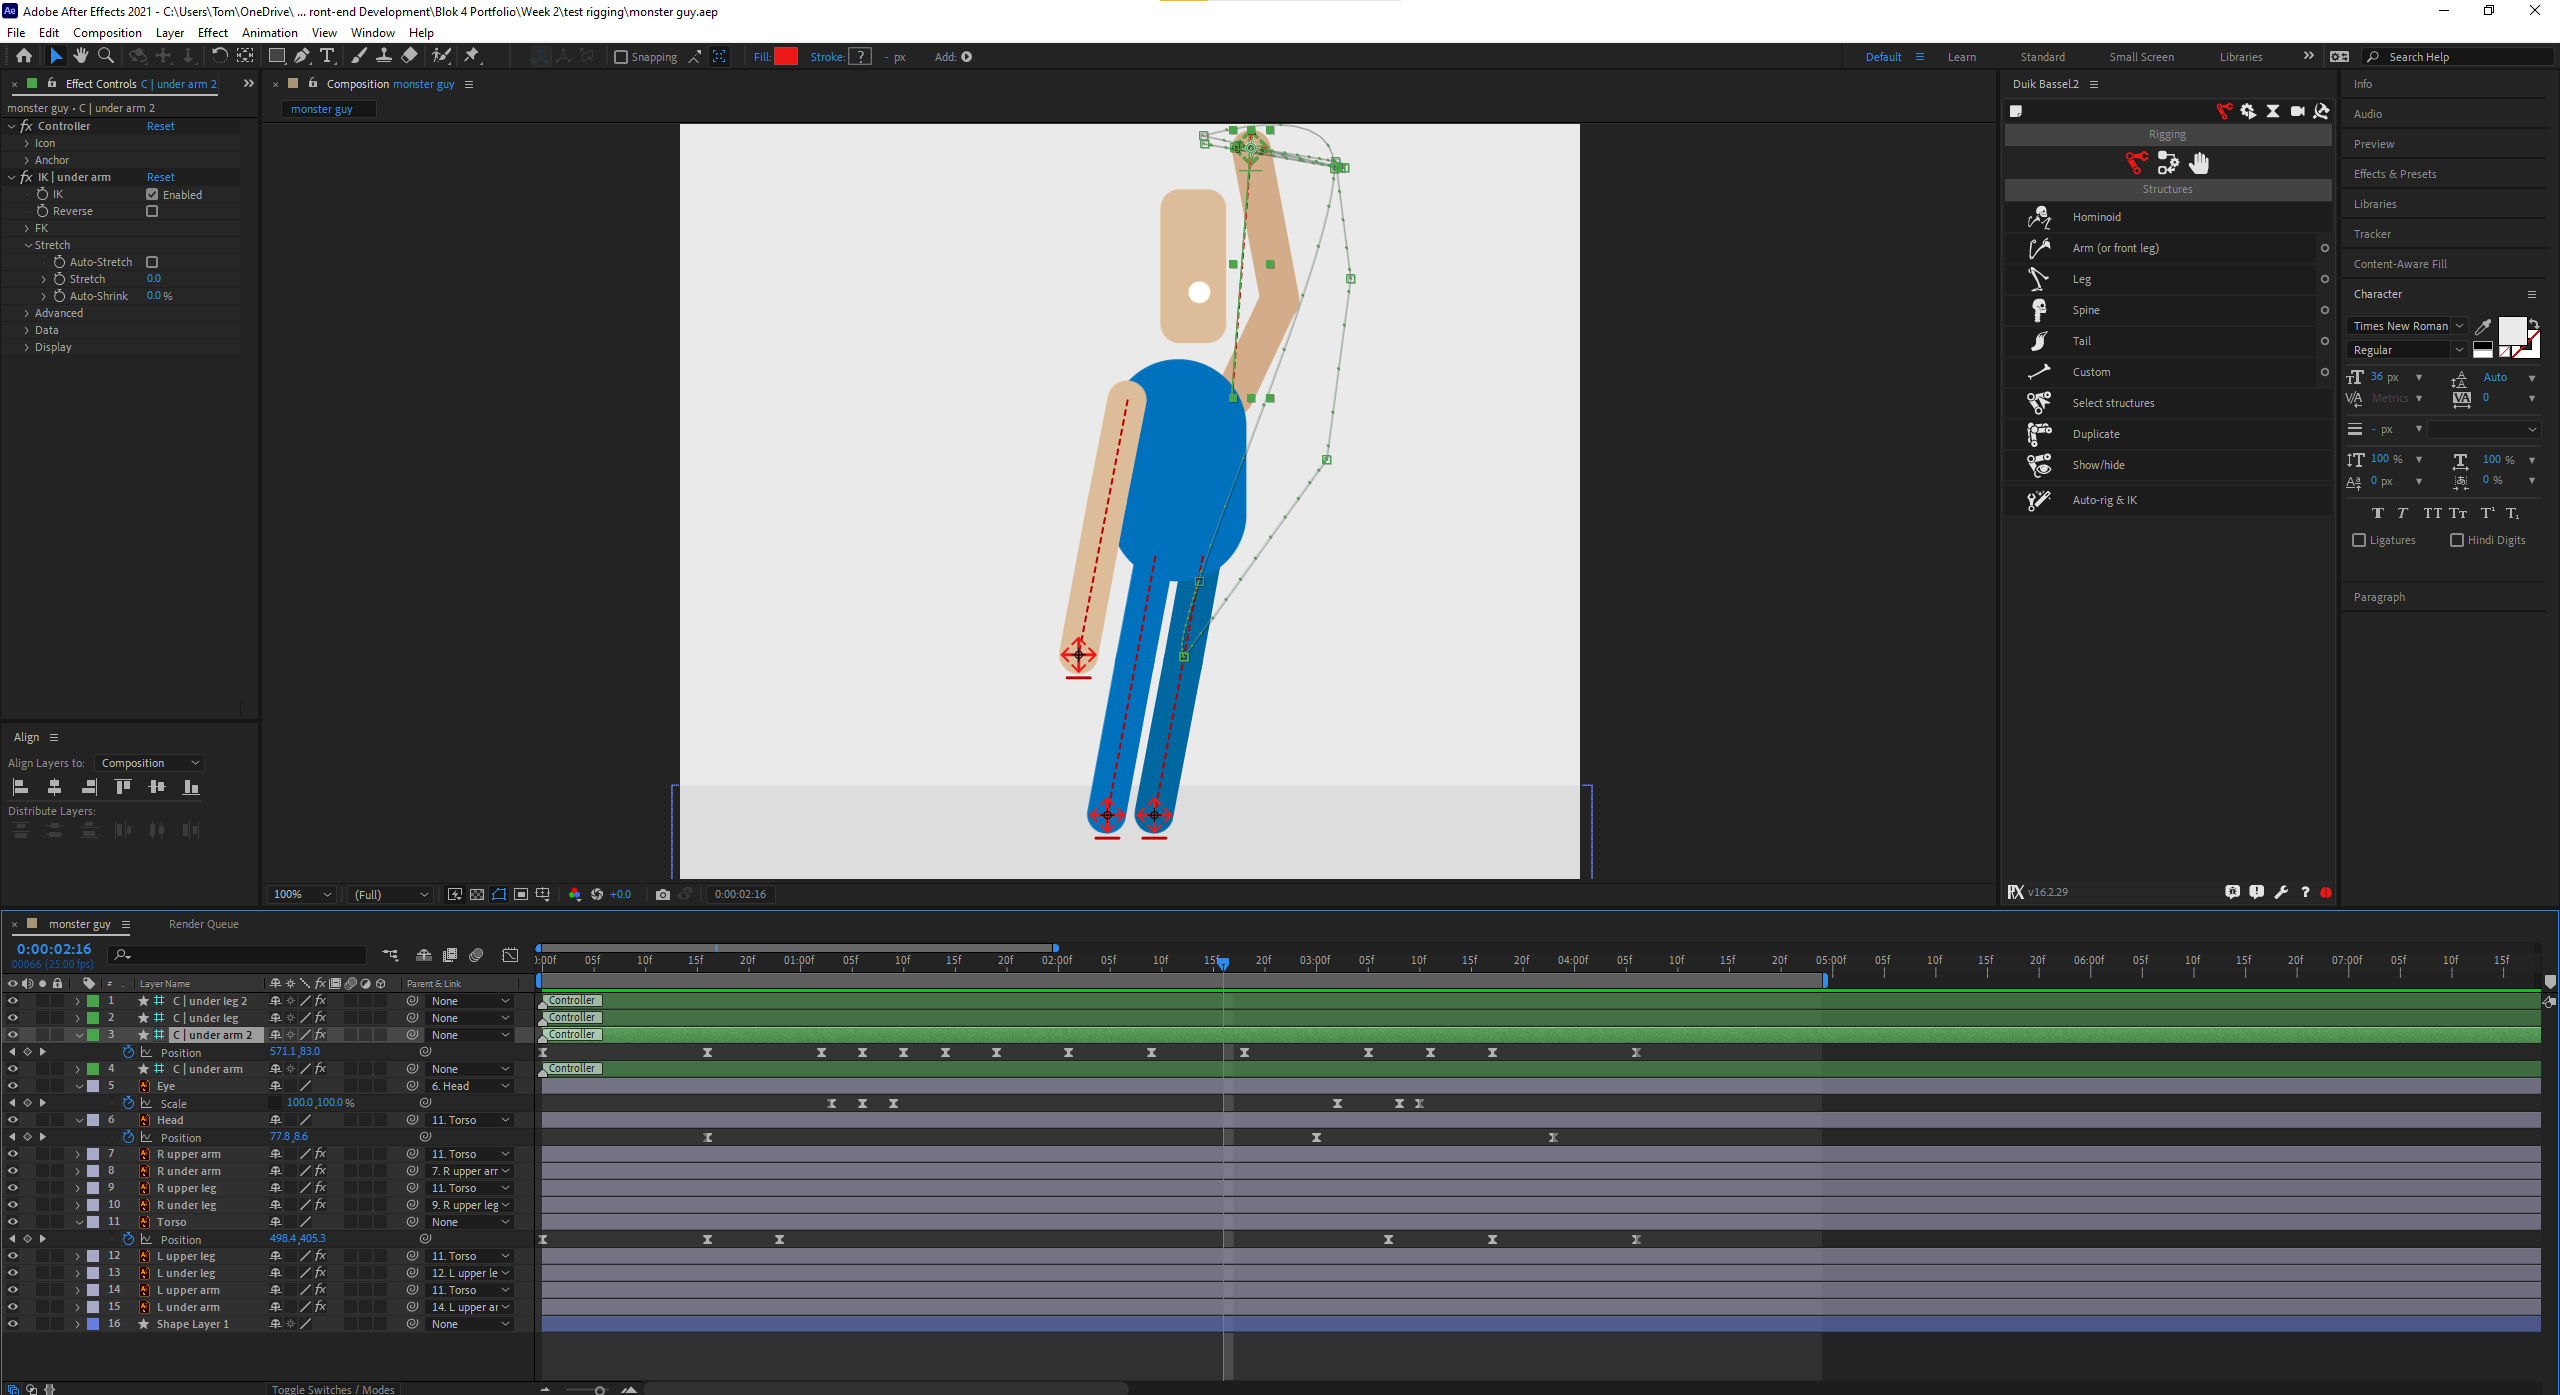 Adobe After Effects 2021 - C:\Users\Tom\OneDrive\ ... ront-end Development\Blok 4 Portfolio\Week 2\test rigging\monster guy.aep
File Edit Composition Layer Effect Animation View Window Help
Snapping Fill: Stroke: ? - px Add: Default Learn Standard Small Screen Libraries Search Help
Effect Controls C | under arm 2
monster guy • C | under arm 2
fx Controller Reset
Icon
Anchor
fx IK | under arm Reset
IK Enabled
Reverse
FK
Stretch
Auto-Stretch
Stretch 0.0
Auto-Shrink 0.0 %
Advanced
Data
Display
Align
Align Layers to: Composition
Distribute Layers:
Composition monster guy
monster guy
100% (Full) +0.0 0:00:02:16
Duik Bassel.2
Rigging
Structures
Hominoid
Arm (or front leg)
Leg
Spine
Tail
Custom
Select structures
Duplicate
Show/hide
Auto-rig & IK
v16.2.29
Info
Audio
Preview
Effects & Presets
Libraries
Tracker
Content-Aware Fill
Character
Times New Roman
Regular
36 px Auto
Metrics 0
- px
100 % 100 %
0 px 0 %
Ligatures Hindi Digits
Paragraph
monster guy Render Queue
0:00:02:16
00066 (25.00 fps)
):00f 05f 10f 15f 20f 01:00f 05f 10f 15f 20f 02:00f 05f 10f 15f 20f 03:00f 05f 10f 15f 20f 04:00f 05f 10f 15f 20f 05:00f 05f 10f 15f 20f 06:00f 05f 10f 15f 20f 07:00f 05f 10f 15f
# Layer Name Parent & Link
1 C | under leg 2 None Controller
2 C | under leg None Controller
3 C | under arm 2 None Controller
Position 571.1,83.0
4 C | under arm None Controller
5 Eye 6. Head
Scale 100.0,100.0 %
6 Head 11. Torso
Position 77.8,8.6
7 R upper arm fx 11. Torso
8 R under arm fx 7. R upper arr
9 R upper leg fx 11. Torso
10 R under leg fx 9. R upper leg
11 Torso None
Position 498.4,405.3
12 L upper leg fx 11. Torso
13 L under leg fx 12. L upper le
14 L upper arm fx 11. Torso
15 L under arm fx 14. L upper ar
16 Shape Layer 1 None
Toggle Switches / Modes